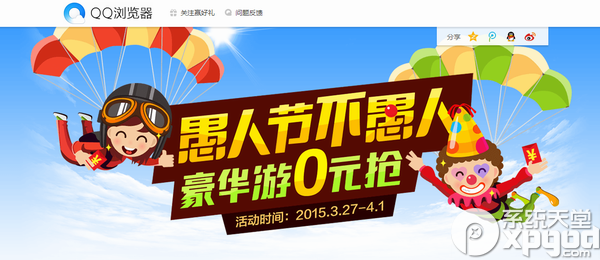 QQ浏览器 关注赢好礼 问题反馈
分享
愚人节不愚人
豪华游0元抢
活动时间：2015.3.27-4.1
¥
¥
系统天堂
xpgod
.com